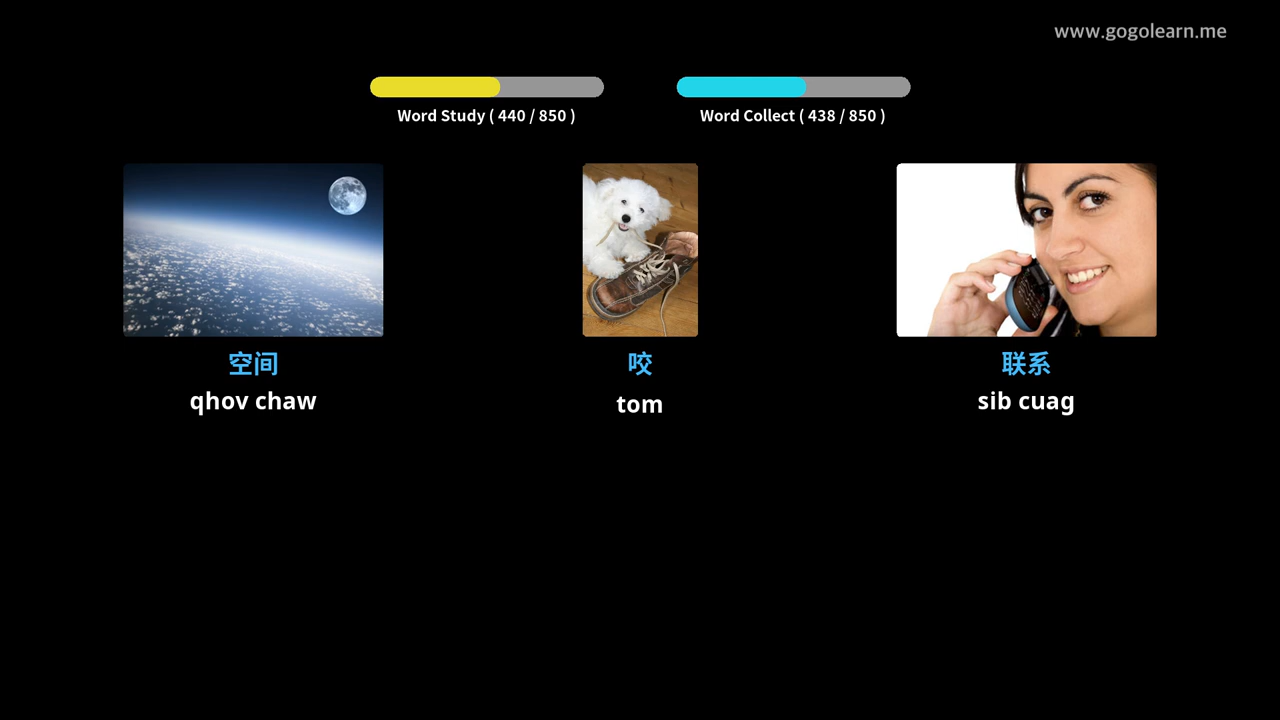 www.gogolearn.me
Word Study ( 440 / 850 )
Word Collect ( 438 / 850 )
空间
咬
联系
qhov chaw
tom
sib cuag